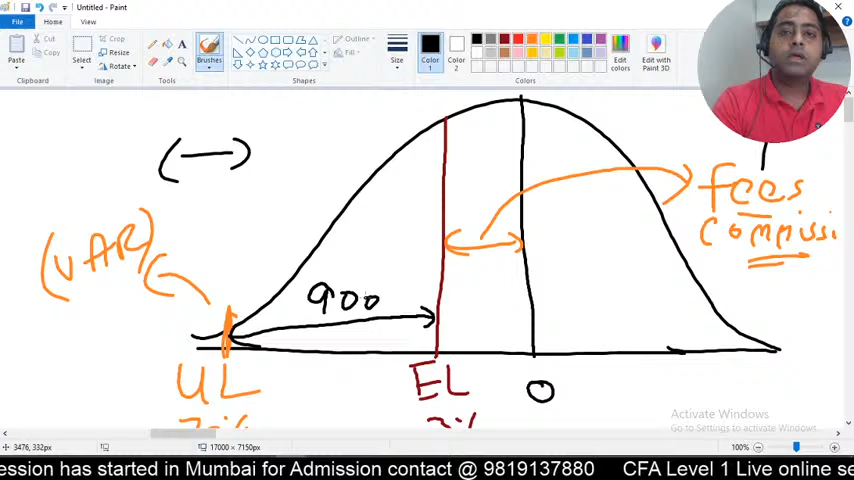 Untitled - Paint
File
Home
View
Paste
Cut
Copy
Select
Crop
Resize
Rotate
A
Brushes
Outline
Fill
Size
Color 1
Color 2
Edit colors
Edit with Paint 3D
Clipboard
Image
Tools
Shapes
Colors
(VAR)
fees
commissi
900
UL
EL
0
Activate Windows
Go to Settings to activate Windows.
3476, 332px
17000 × 7150px
100%
ession has started in Mumbai for Admission contact @ 9819137880 CFA Level 1 Live online se